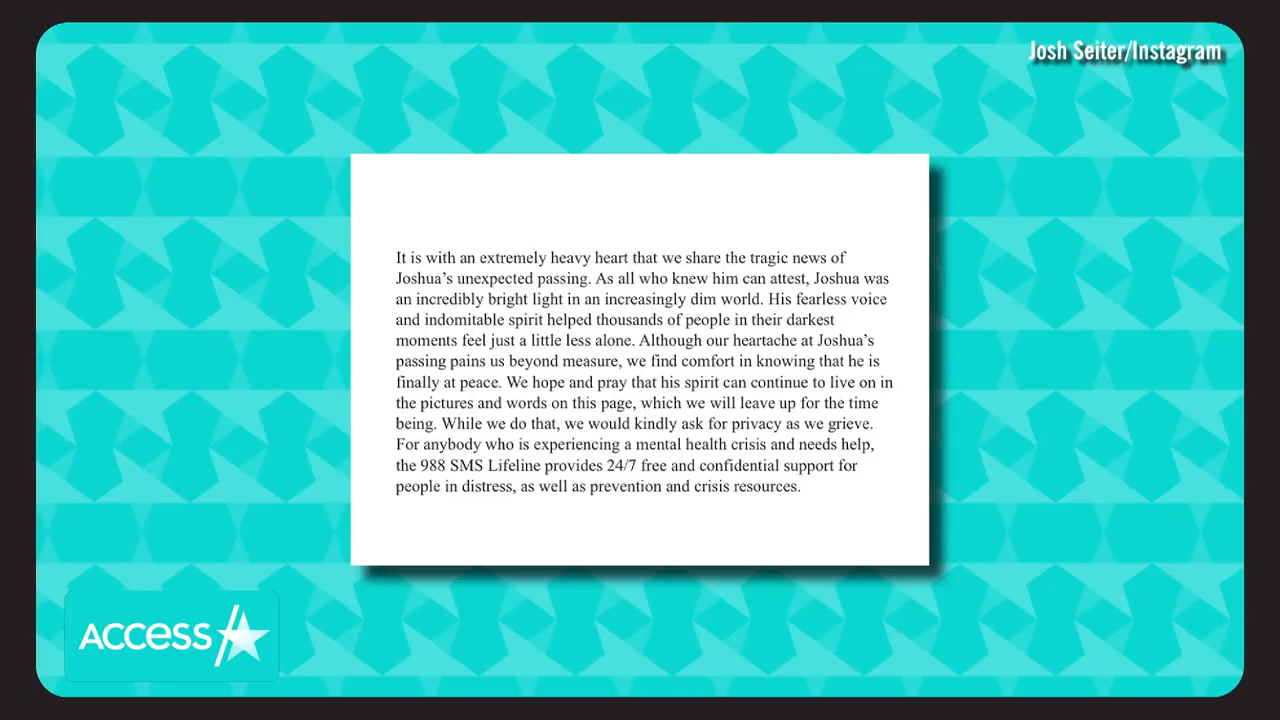 Josh Seiter/Instagram
It is with an extremely heavy heart that we share the tragic news of
Joshua's unexpected passing. As all who knew him can attest, Joshua was
an incredibly bright light in an increasingly dim world. His fearless voice
and indomitable spirit helped thousands of people in their darkest
moments feel just a little less alone. Although our heartache at Joshua's
passing pains us beyond measure, we find comfort in knowing that he is
finally at peace. We hope and pray that his spirit can continue to live on in
the pictures and words on this page, which we will leave up for the time
being. While we do that, we would kindly ask for privacy as we grieve.
For anybody who is experiencing a mental health crisis and needs help,
the 988 SMS Lifeline provides 24/7 free and confidential support for
people in distress, as well as prevention and crisis resources.
ACCESS